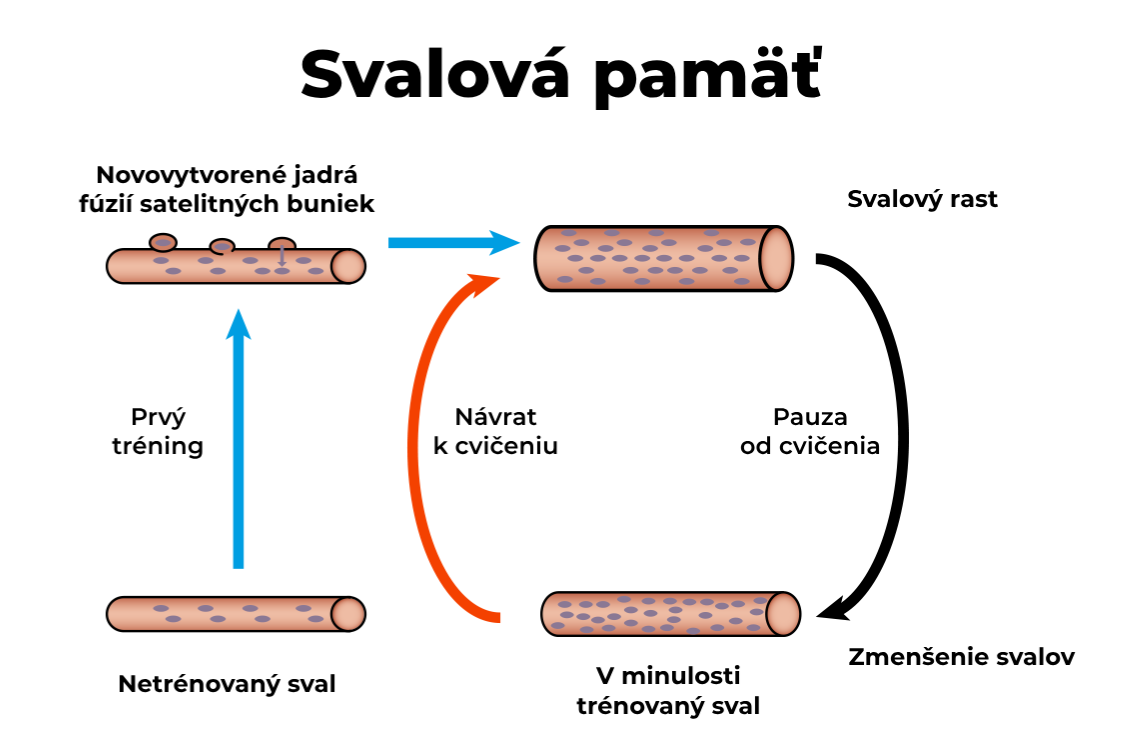 Svalová pamäť
Novovytvorené jadrá
fúzií satelitných buniek
Svalový rast
Prvý
tréning
Návrat
k cvičeniu
Pauza
od cvičenia
Netrénovaný sval
V minulosti
trénovaný sval
Zmenšenie svalov